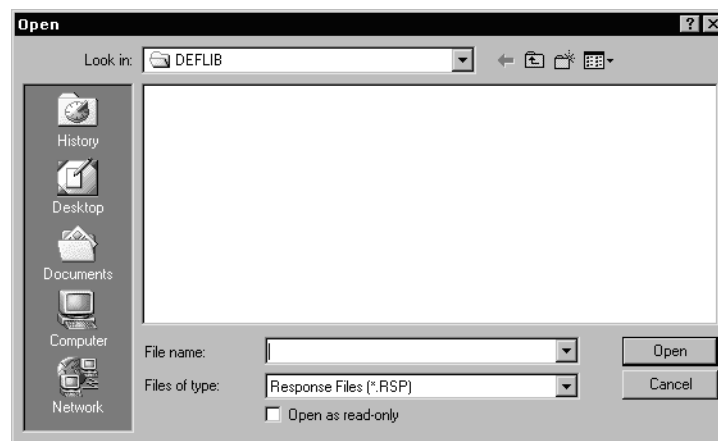 Open
Look in: DEFLIB
History
Desktop
Documents
Computer
Network
File name:
Open
Files of type: Response Files (*.RSP)
Cancel
Open as read-only